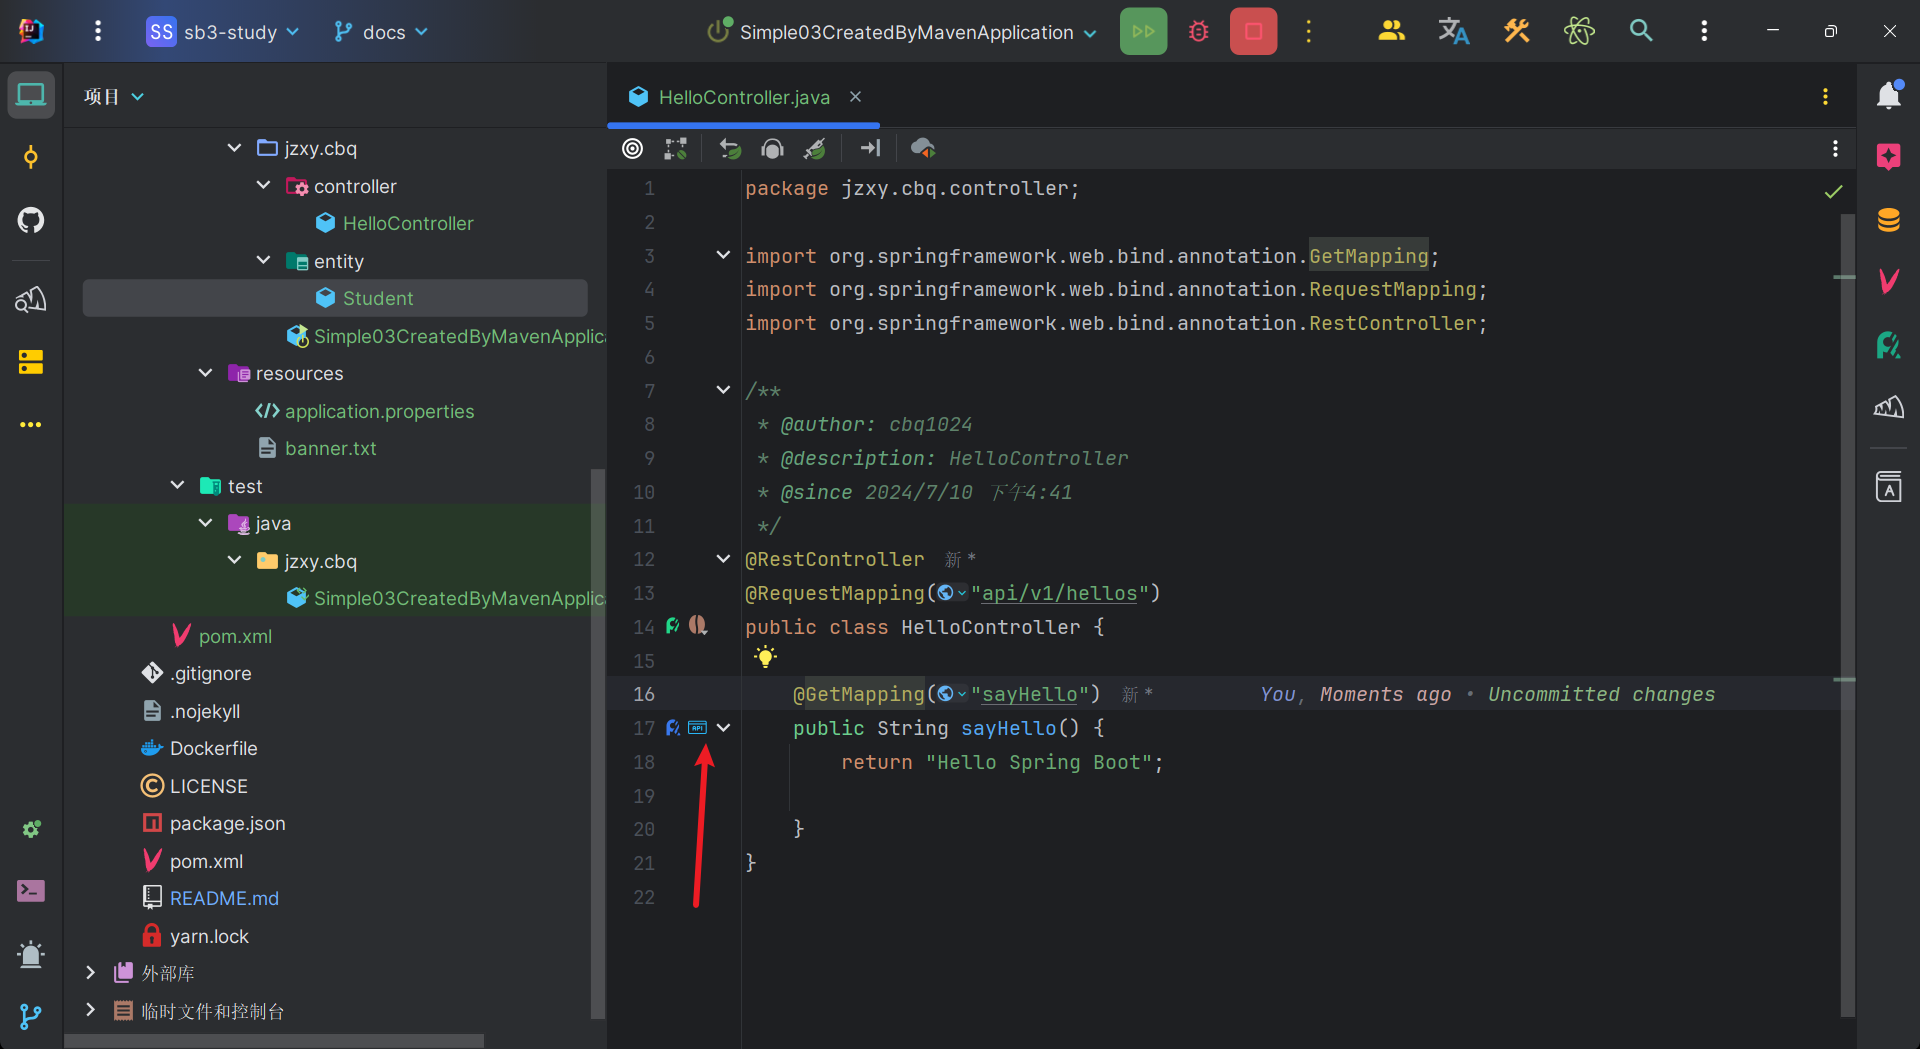 SS sb3-study docs Simple03CreatedByMavenApplication
项目
HelloController.java
jzxy.cbq
controller
HelloController
entity
Student
Simple03CreatedByMavenApplic
resources
application.properties
banner.txt
test
java
jzxy.cbq
Simple03CreatedByMavenApplic
pom.xml
.gitignore
.nojekyll
Dockerfile
LICENSE
package.json
pom.xml
README.md
yarn.lock
外部库
临时文件和控制台
1 package jzxy.cbq.controller;
2
3 import org.springframework.web.bind.annotation.GetMapping;
4 import org.springframework.web.bind.annotation.RequestMapping;
5 import org.springframework.web.bind.annotation.RestController;
6
7 /**
8 * @author: cbq1024
9 * @description: HelloController
10 * @since 2024/7/10 下午4:41
11 */
12 @RestController 新 *
13 @RequestMapping("api/v1/hellos")
14 public class HelloController {
15
16 @GetMapping("sayHello") 新 * You, Moments ago • Uncommitted changes
17 API public String sayHello() {
18 return "Hello Spring Boot";
19
20 }
21 }
22